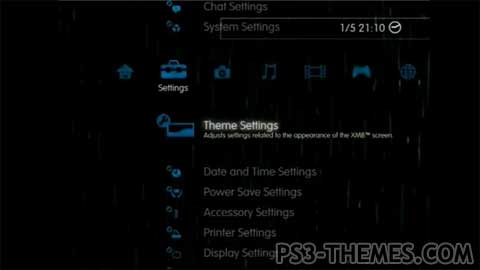 Chat Settings
System Settings
1/5 21:10
Settings
Theme Settings
Adjusts settings related to the appearance of the XMB™ screen.
Date and Time Settings
Power Save Settings
Accessory Settings
Printer Settings
Display Settings
PS3-THEMES.COM